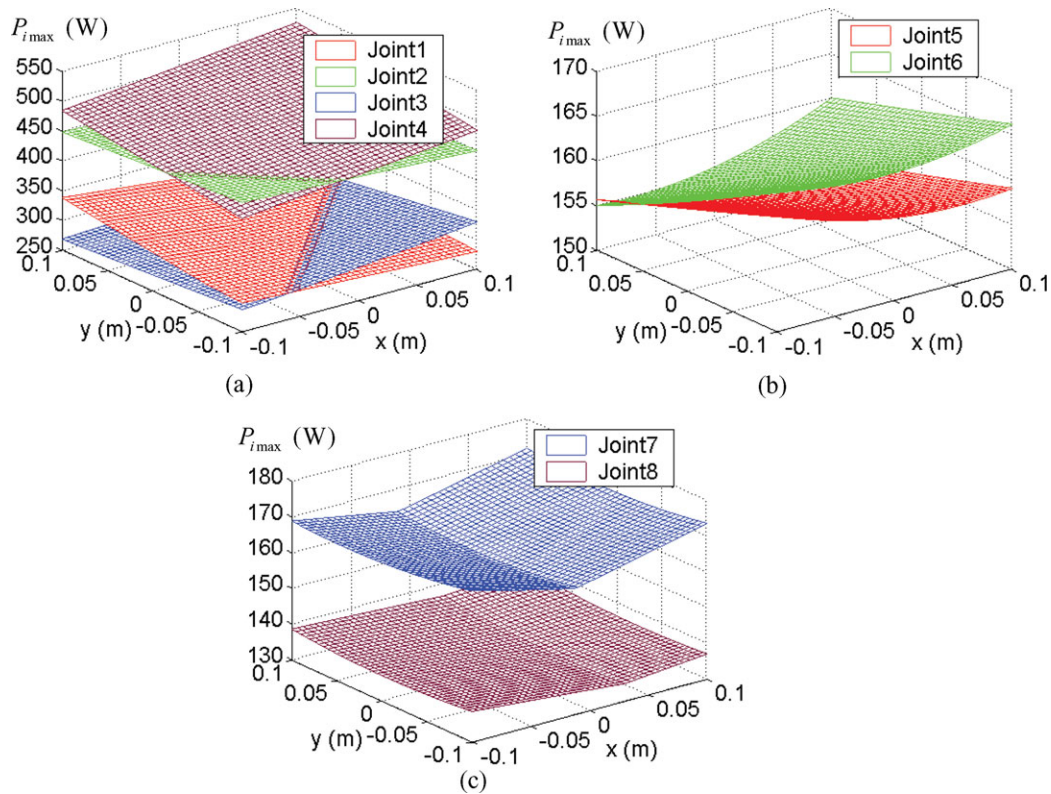 P_{i max} (W)
550
500
450
400
350
300
250
0.1
0.05
0
-0.05
-0.1
y (m)
-0.1
-0.05
0
0.05
0.1
x (m)
Joint1
Joint2
Joint3
Joint4
(a)
P_{i max} (W)
170
165
160
155
150
0.1
0.05
0
-0.05
-0.1
y (m)
-0.1
-0.05
0
0.05
0.1
x (m)
Joint5
Joint6
(b)
P_{i max} (W)
180
170
160
150
140
130
0.1
0.05
0
-0.05
-0.1
y (m)
-0.1
-0.05
0
0.05
0.1
x (m)
Joint7
Joint8
(c)